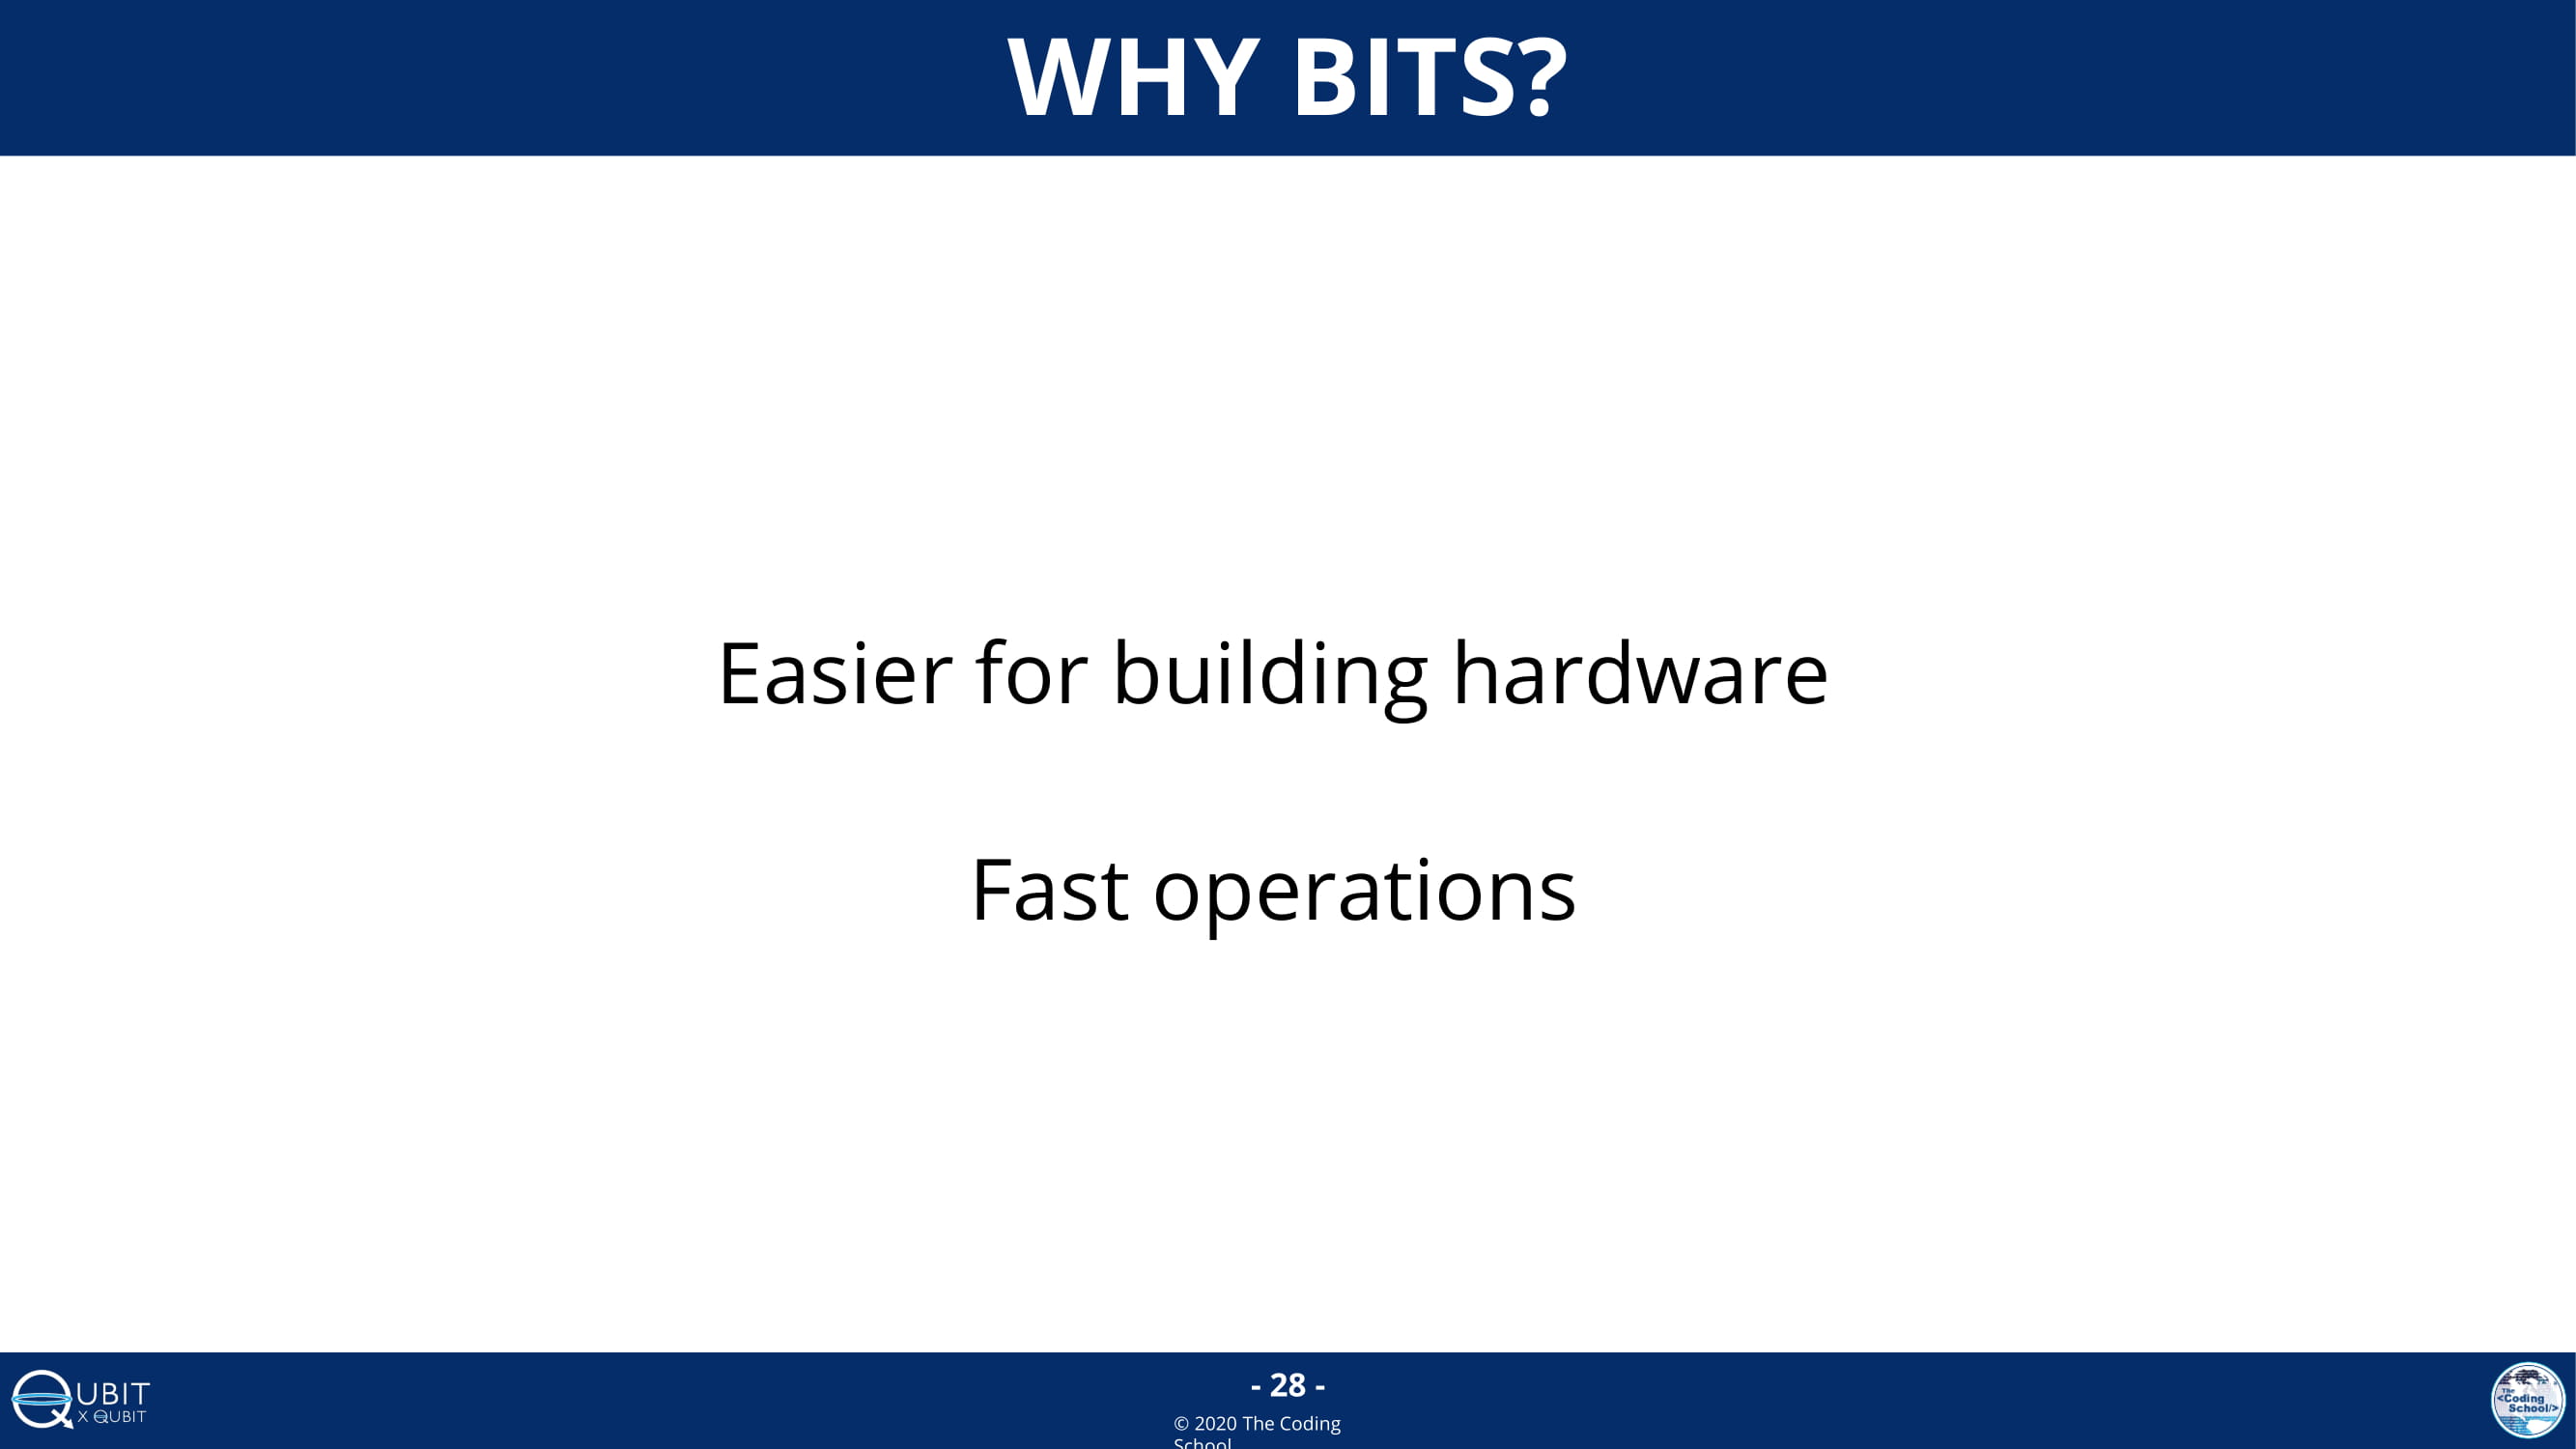 WHY BITS?
Easier for building hardware
Fast operations
- 28 -
© 2020 The Coding
School
QUBIT
X QUBIT
The
<Coding
School/>